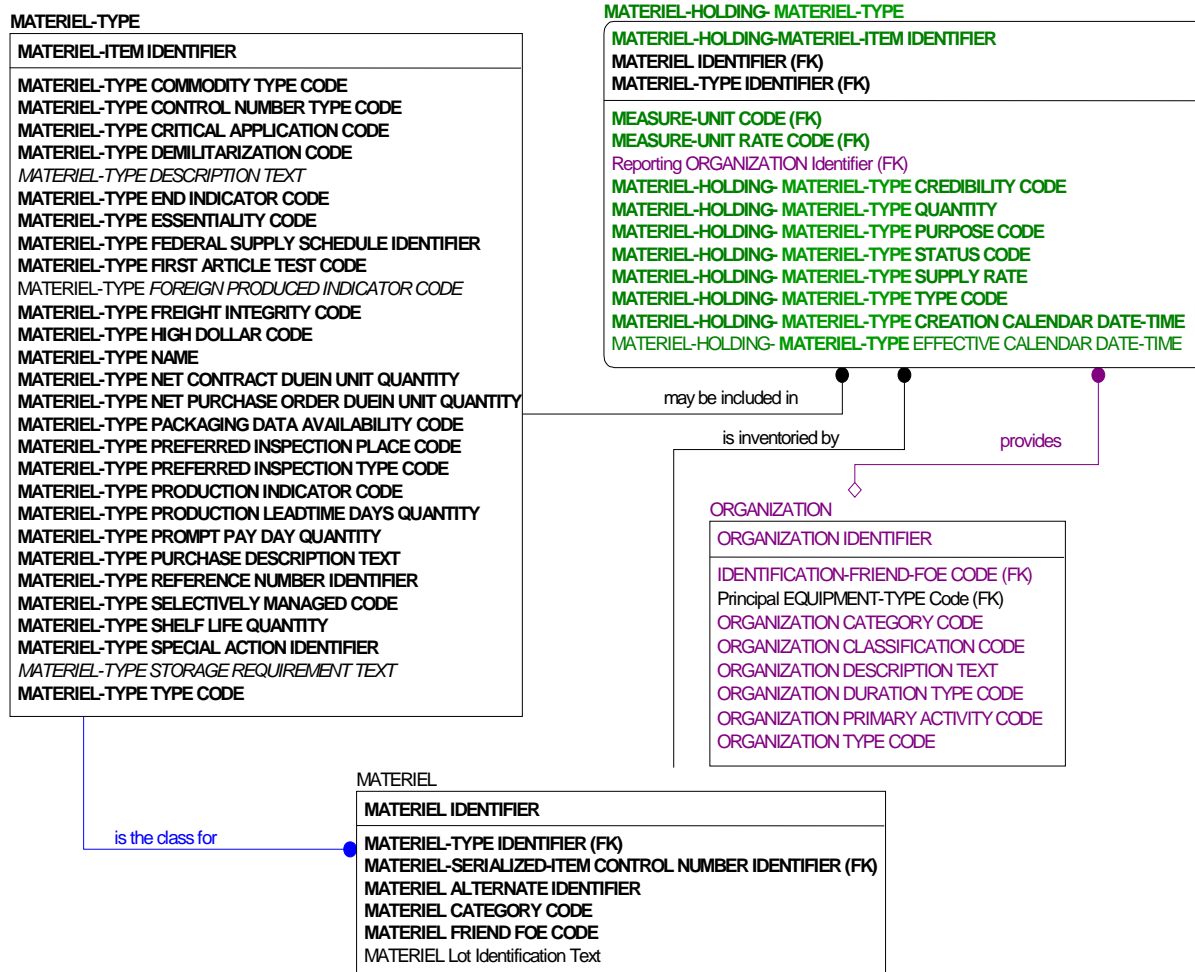 MATERIEL-TYPE
MATERIEL-ITEM IDENTIFIER
MATERIEL-TYPE COMMODITY TYPE CODE
MATERIEL-TYPE CONTROL NUMBER TYPE CODE
MATERIEL-TYPE CRITICAL APPLICATION CODE
MATERIEL-TYPE DEMILITARIZATION CODE
MATERIEL-TYPE DESCRIPTION TEXT
MATERIEL-TYPE END INDICATOR CODE
MATERIEL-TYPE ESSENTIALITY CODE
MATERIEL-TYPE FEDERAL SUPPLY SCHEDULE IDENTIFIER
MATERIEL-TYPE FIRST ARTICLE TEST CODE
MATERIEL-TYPE FOREIGN PRODUCED INDICATOR CODE
MATERIEL-TYPE FREIGHT INTEGRITY CODE
MATERIEL-TYPE HIGH DOLLAR CODE
MATERIEL-TYPE NAME
MATERIEL-TYPE NET CONTRACT DUEIN UNIT QUANTITY
MATERIEL-TYPE NET PURCHASE ORDER DUEIN UNIT QUANTITY
MATERIEL-TYPE PACKAGING DATA AVAILABILITY CODE
MATERIEL-TYPE PREFERRED INSPECTION PLACE CODE
MATERIEL-TYPE PREFERRED INSPECTION TYPE CODE
MATERIEL-TYPE PRODUCTION INDICATOR CODE
MATERIEL-TYPE PRODUCTION LEADTIME DAYS QUANTITY
MATERIEL-TYPE PROMPT PAY DAY QUANTITY
MATERIEL-TYPE PURCHASE DESCRIPTION TEXT
MATERIEL-TYPE REFERENCE NUMBER IDENTIFIER
MATERIEL-TYPE SELECTIVELY MANAGED CODE
MATERIEL-TYPE SHELF LIFE QUANTITY
MATERIEL-TYPE SPECIAL ACTION IDENTIFIER
MATERIEL-TYPE STORAGE REQUIREMENT TEXT
MATERIEL-TYPE TYPE CODE
MATERIEL-HOLDING- MATERIEL-TYPE
MATERIEL-HOLDING-MATERIEL-ITEM IDENTIFIER
MATERIEL IDENTIFIER (FK)
MATERIEL-TYPE IDENTIFIER (FK)
MEASURE-UNIT CODE (FK)
MEASURE-UNIT RATE CODE (FK)
Reporting ORGANIZATION Identifier (FK)
MATERIEL-HOLDING- MATERIEL-TYPE CREDIBILITY CODE
MATERIEL-HOLDING- MATERIEL-TYPE QUANTITY
MATERIEL-HOLDING- MATERIEL-TYPE PURPOSE CODE
MATERIEL-HOLDING- MATERIEL-TYPE STATUS CODE
MATERIEL-HOLDING- MATERIEL-TYPE SUPPLY RATE
MATERIEL-HOLDING- MATERIEL-TYPE TYPE CODE
MATERIEL-HOLDING- MATERIEL-TYPE CREATION CALENDAR DATE-TIME
MATERIEL-HOLDING- MATERIEL-TYPE EFFECTIVE CALENDAR DATE-TIME
may be included in
is inventoried by
provides
ORGANIZATION
ORGANIZATION IDENTIFIER
IDENTIFICATION-FRIEND-FOE CODE (FK)
Principal EQUIPMENT-TYPE Code (FK)
ORGANIZATION CATEGORY CODE
ORGANIZATION CLASSIFICATION CODE
ORGANIZATION DESCRIPTION TEXT
ORGANIZATION DURATION TYPE CODE
ORGANIZATION PRIMARY ACTIVITY CODE
ORGANIZATION TYPE CODE
is the class for
MATERIEL
MATERIEL IDENTIFIER
MATERIEL-TYPE IDENTIFIER (FK)
MATERIEL-SERIALIZED-ITEM CONTROL NUMBER IDENTIFIER (FK)
MATERIEL ALTERNATE IDENTIFIER
MATERIEL CATEGORY CODE
MATERIEL FRIEND FOE CODE
MATERIEL Lot Identification Text